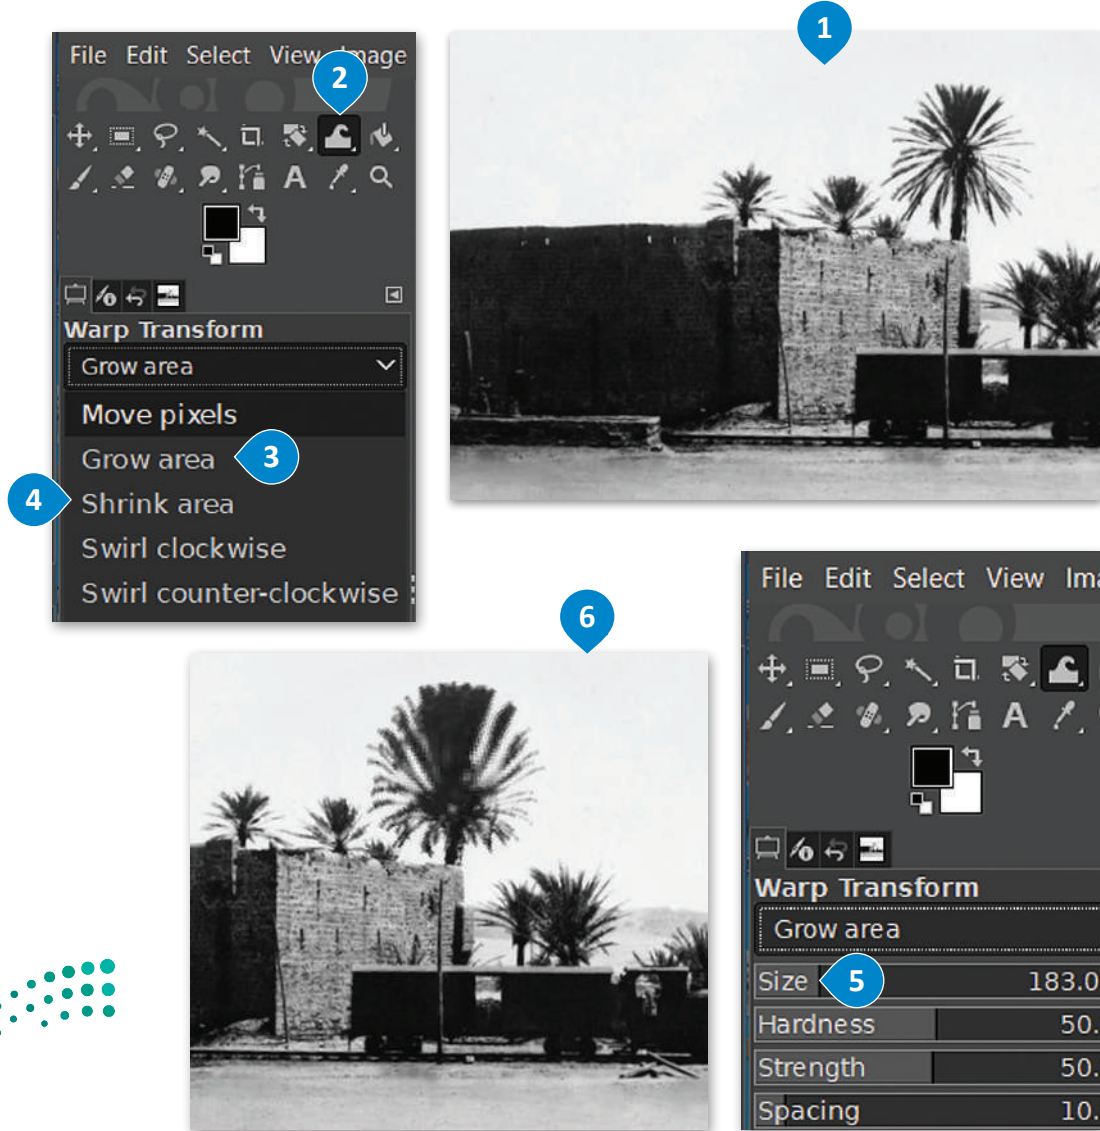 1
File Edit Select View Image
2
Warp Transform
Grow area
Move pixels
Grow area
3
4
Shrink area
Swirl clockwise
Swirl counter-clockwise
6
File Edit Select View Ima
Warp Transform
Grow area
Size 5 183.0
Hardness 50.
Strength 50.
Spacing 10.